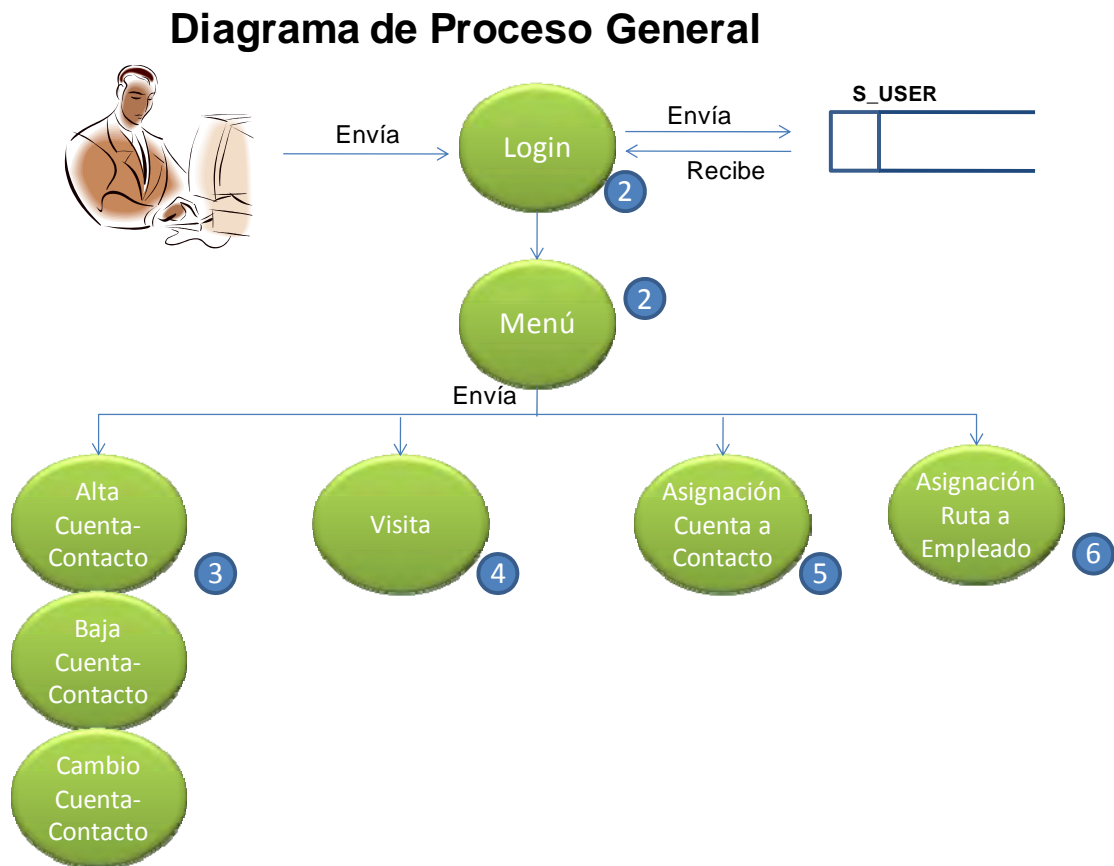 Diagrama de Proceso General
S_USER
Envía
Login
Envía
Recibe
2
Menú
2
Envía
Alta
Cuenta-
Contacto
3
Visita
4
Asignación
Cuenta a
Contacto
5
Asignación
Ruta a
Empleado
6
Baja
Cuenta-
Contacto
Cambio
Cuenta-
Contacto